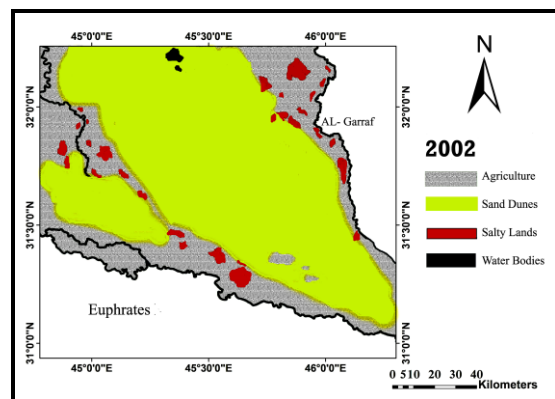 45°0'0"E 45°30'0"E 46°0'0"E
N
32°0'0"N
32°0'0"N
AL- Garraf
2002
Agriculture
Sand Dunes
Salty Lands
Water Bodies
31°30'0"N
31°30'0"N
Euphrates
31°0'0"N
31°0'0"N
45°0'0"E 45°30'0"E 46°0'0"E
0 5 10 20 30 40
Kilometers